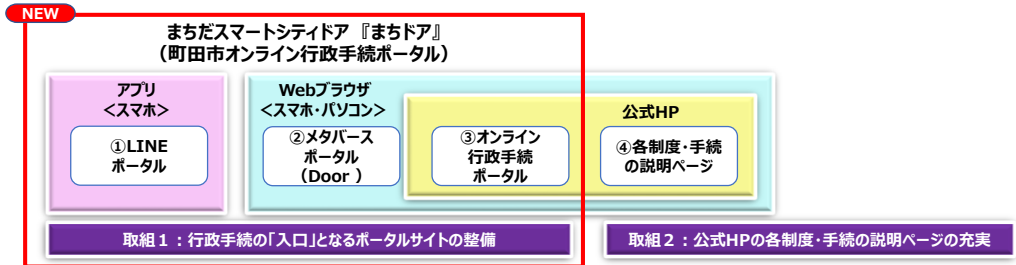 NEW
まちだスマートシティドア 『まちドア』
(町田市オンライン行政手続ポータル)
アプリ
<スマホ>
①LINE
ポータル
Webブラウザ
<スマホ・パソコン>
②メタバース
ポータル
(Door )
公式HP
③オンライン
行政手続
ポータル
④各制度・手続
の説明ページ
取組1:行政手続の「入口」となるポータルサイトの整備
取組2:公式HPの各制度・手続の説明ページの充実